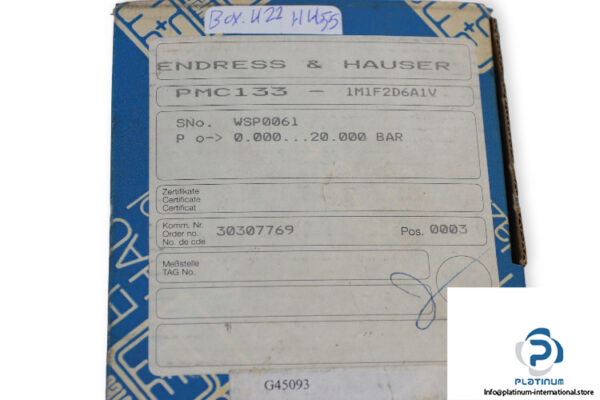 Box. U22 HU55
ENDRESS & HAUSER
PMC133 - 1M1F2D6A1V
SNo. WSP0061
P o-> 0.000...20.000 BAR
Zertifikate
Certificate
Certificat
Komm. Nr.
Order no. 30307769 Pos. 0003
No. de cde
Meßstelle
TAG No.
G45093
PLATINUM
Info@platinum-international.store